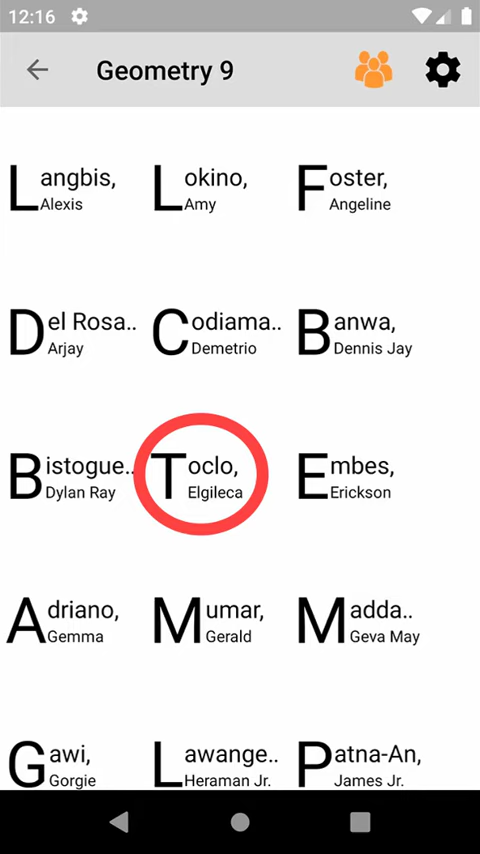 12:16
Geometry 9
Langbis, Lokino, Foster,
Alexis Amy Angeline
Del Rosa.. Codiama.. Banwa,
Arjay Demetrio Dennis Jay
Bistogue.. Toclo, Embes,
Dylan Ray Elgileca Erickson
Adriano, Mumar, Madda..
Gemma Gerald Geva May
Gawi, Lawange.. Patna-An,
Gorgie Heraman Jr. James Jr.